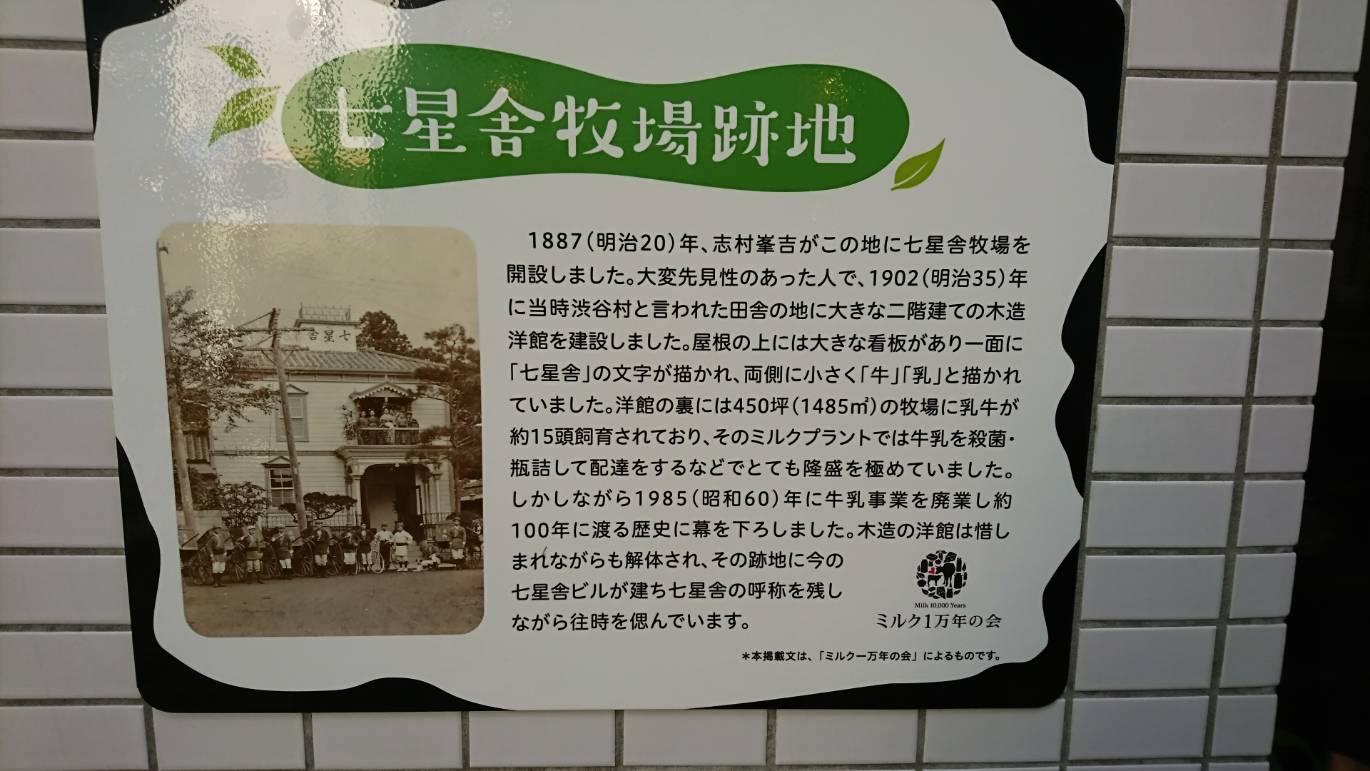 七星舎牧場跡地
1887(明治20)年、志村峯吉がこの地に七星舎牧場を
開設しました。大変先見性のあった人で、1902(明治35)年
に当時渋谷村と言われた田舎の地に大きな二階建ての木造
洋館を建設しました。屋根の上には大きな看板があり一面に
「七星舎」の文字が描かれ、両側に小さく「牛」「乳」と描かれ
ていました。洋館の裏には450坪(1485㎡)の牧場に乳牛が
約15頭飼育されており、そのミルクプラントでは牛乳を殺菌・
瓶詰して配達をするなどでとても隆盛を極めていました。
しかしながら1985(昭和60)年に牛乳事業を廃業し約
100年に渡る歴史に幕を下ろしました。木造の洋館は惜し
まれながらも解体され、その跡地に今の
七星舎ビルが建ち七星舎の呼称を残し
ながら往時を偲んでいます。
Milk 10,000 Years
ミルク1万年の会
*本掲載文は、「ミルク一万年の会」によるものです。
舎星七